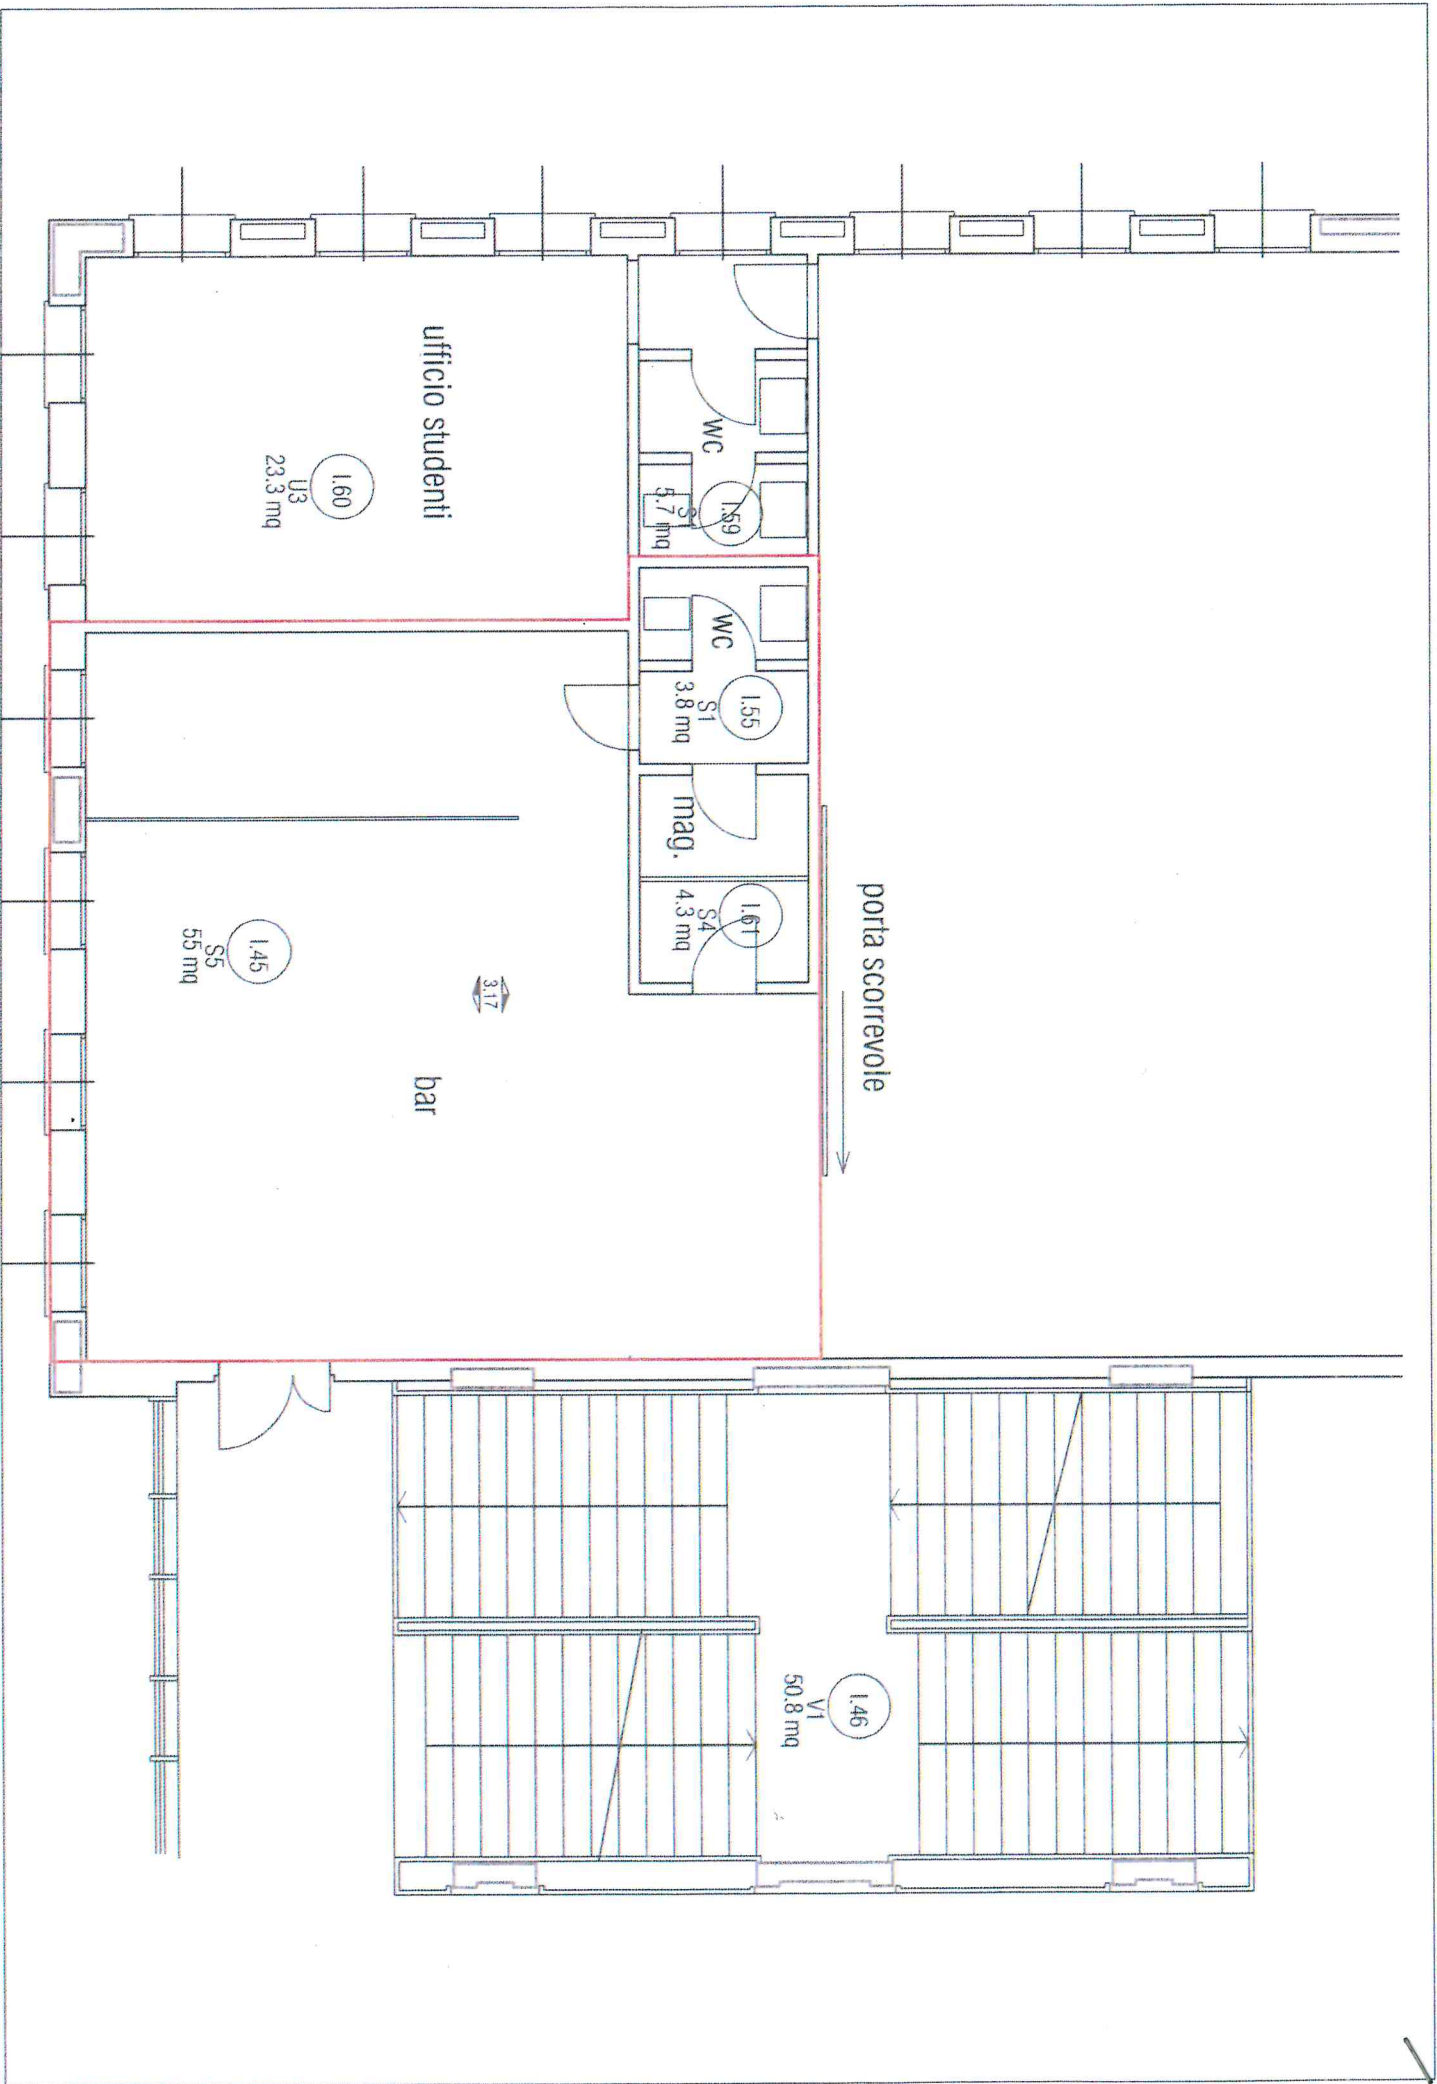 porta scorrevole
WC
I.59
5.7 mq
WC
I.55
S1
3.8 mq
mag.
I.61
S4
4.3 mq
ufficio studenti
I.60
U3
23.3 mq
3.17
bar
I.45
S5
55 mq
I.46
V1
50.8 mq